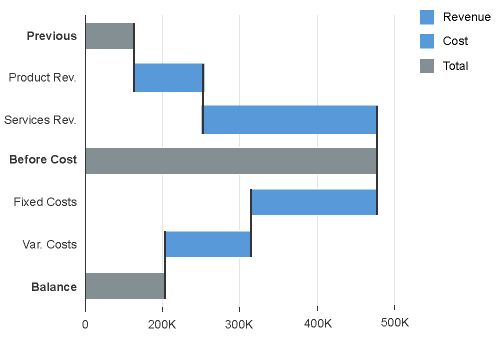 Previous
Product Rev.
Services Rev.
Before Cost
Fixed Costs
Var. Costs
Balance
0
200K
300K
400K
500K
Revenue
Cost
Total